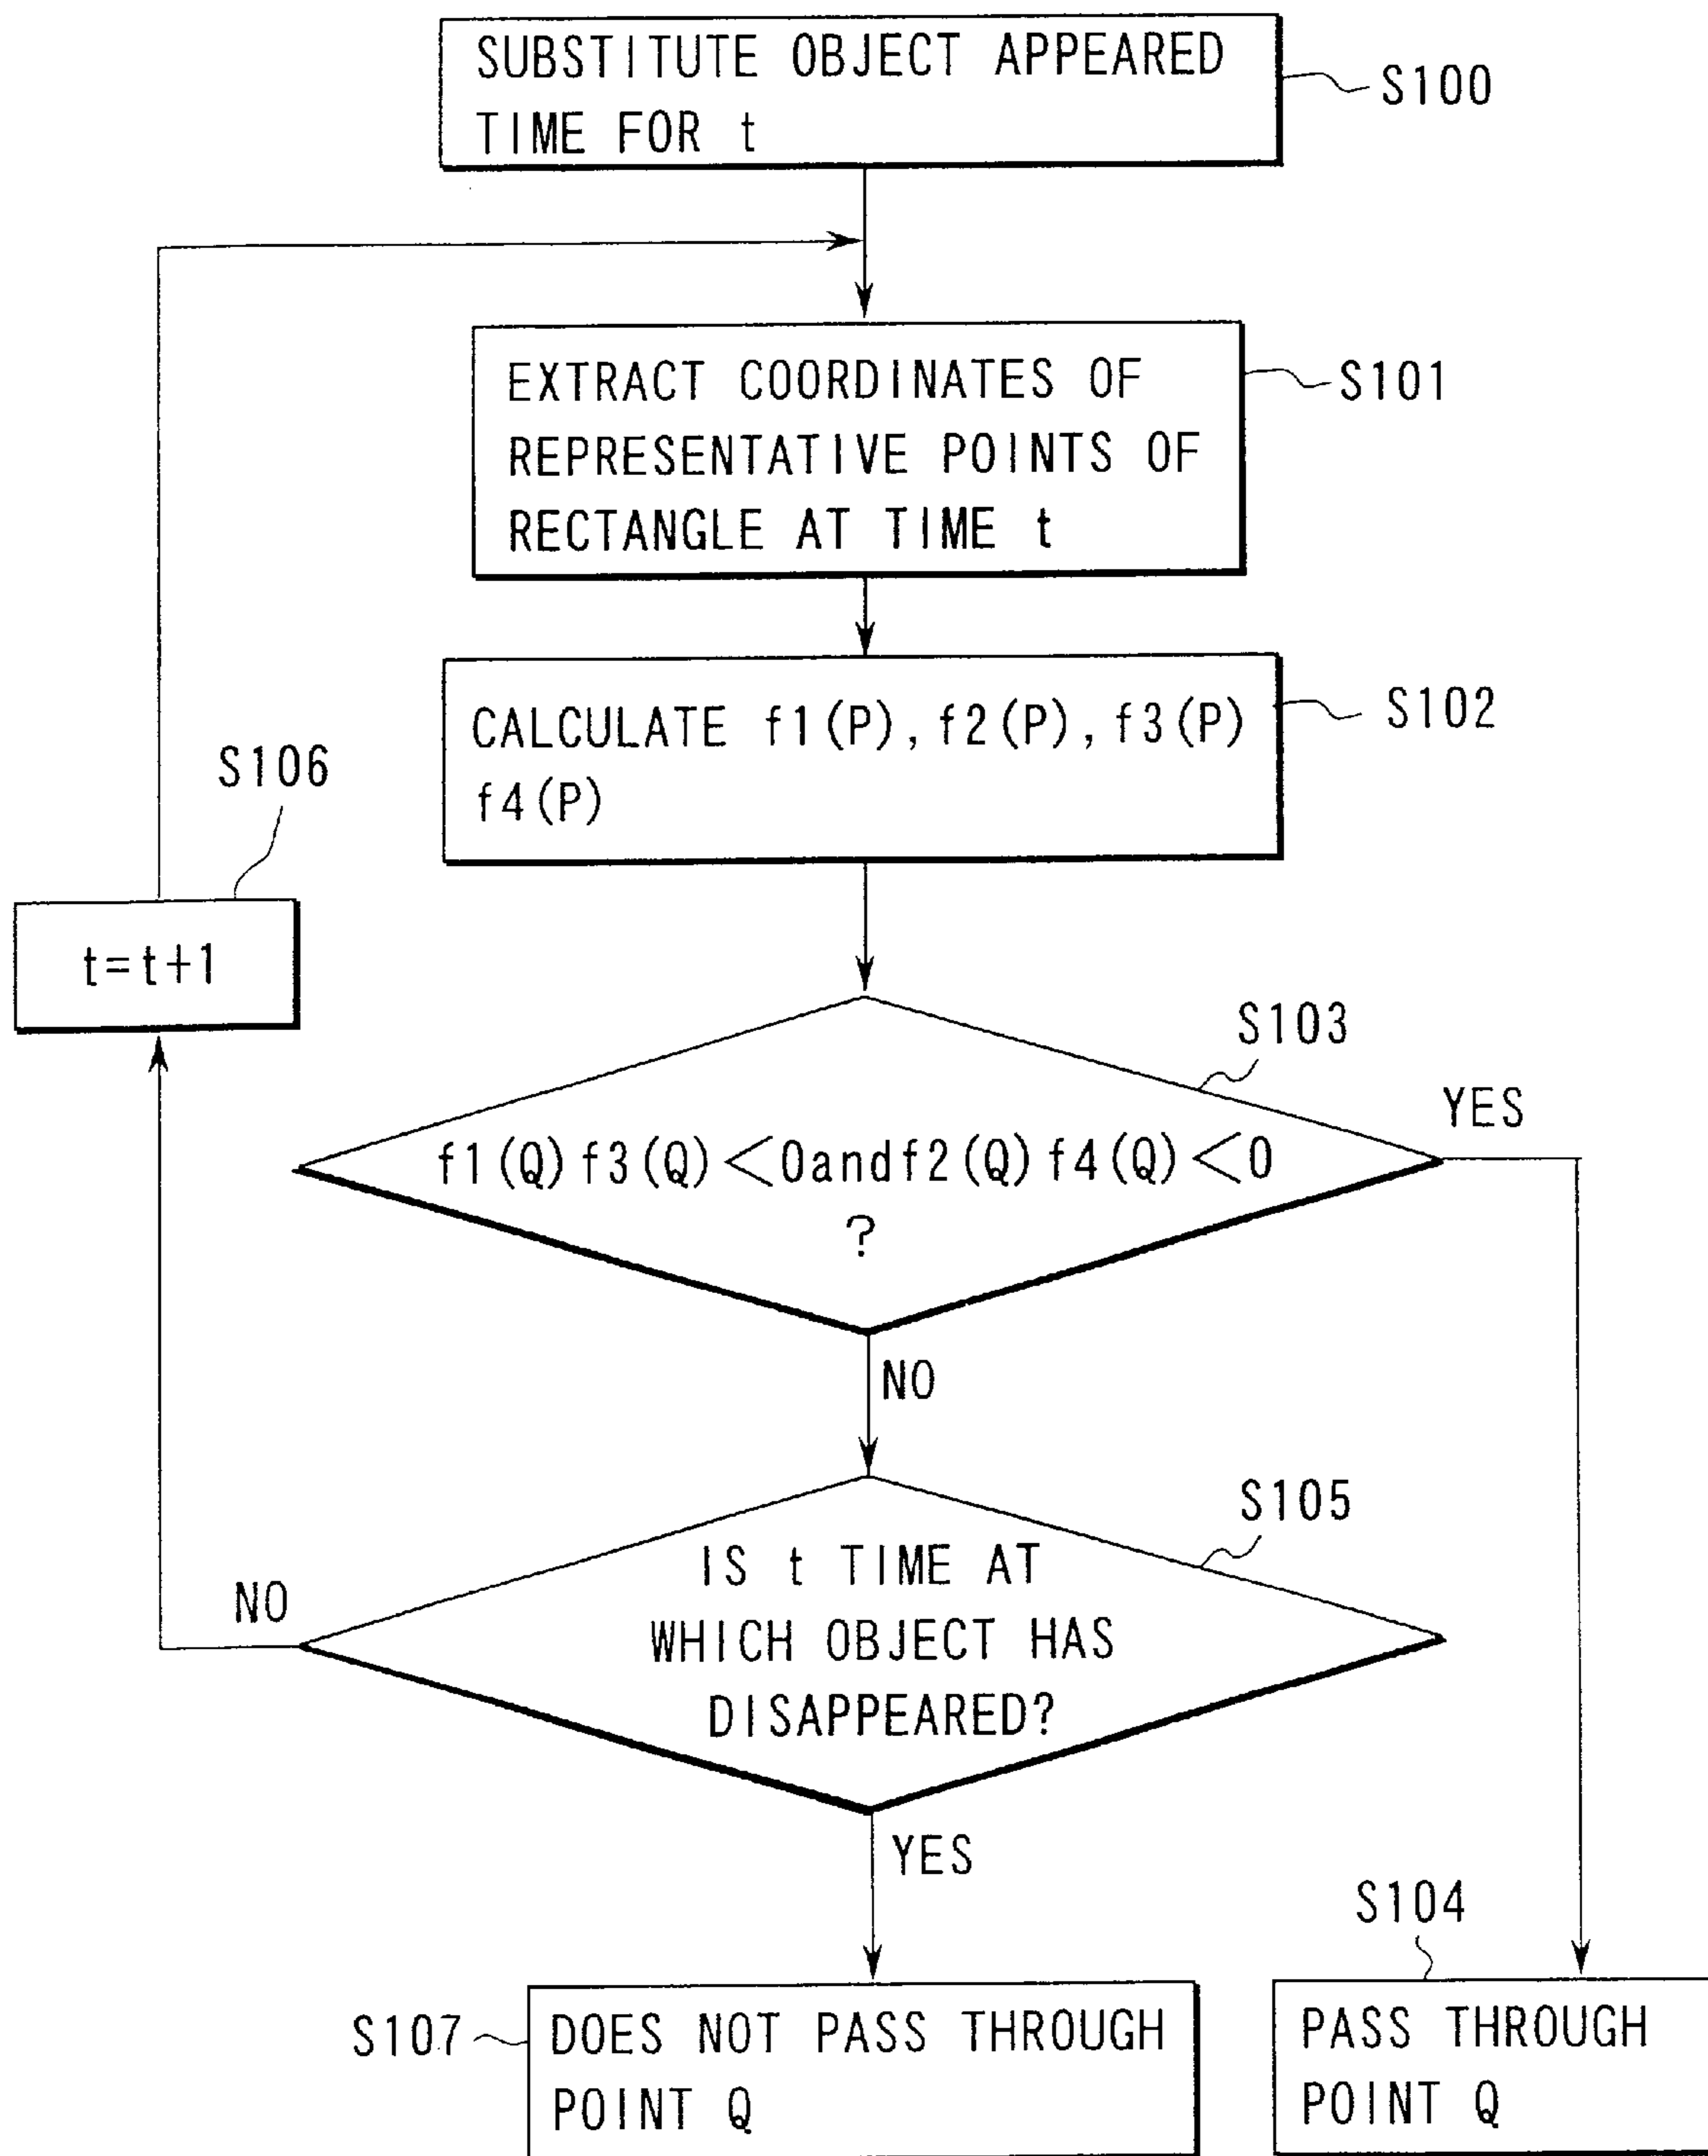 SUBSTITUTE OBJECT APPEARED
TIME FOR t
S100
EXTRACT COORDINATES OF
REPRESENTATIVE POINTS OF
RECTANGLE AT TIME t
S101
CALCULATE f1(P), f2(P), f3(P)
f4(P)
S102
S106
t=t+1
S103
f1(Q)f3(Q)<0andf2(Q)f4(Q)<0
?
YES
NO
S105
IS t TIME AT
WHICH OBJECT HAS
DISAPPEARED?
NO
YES
S107
DOES NOT PASS THROUGH
POINT Q
S104
PASS THROUGH
POINT Q